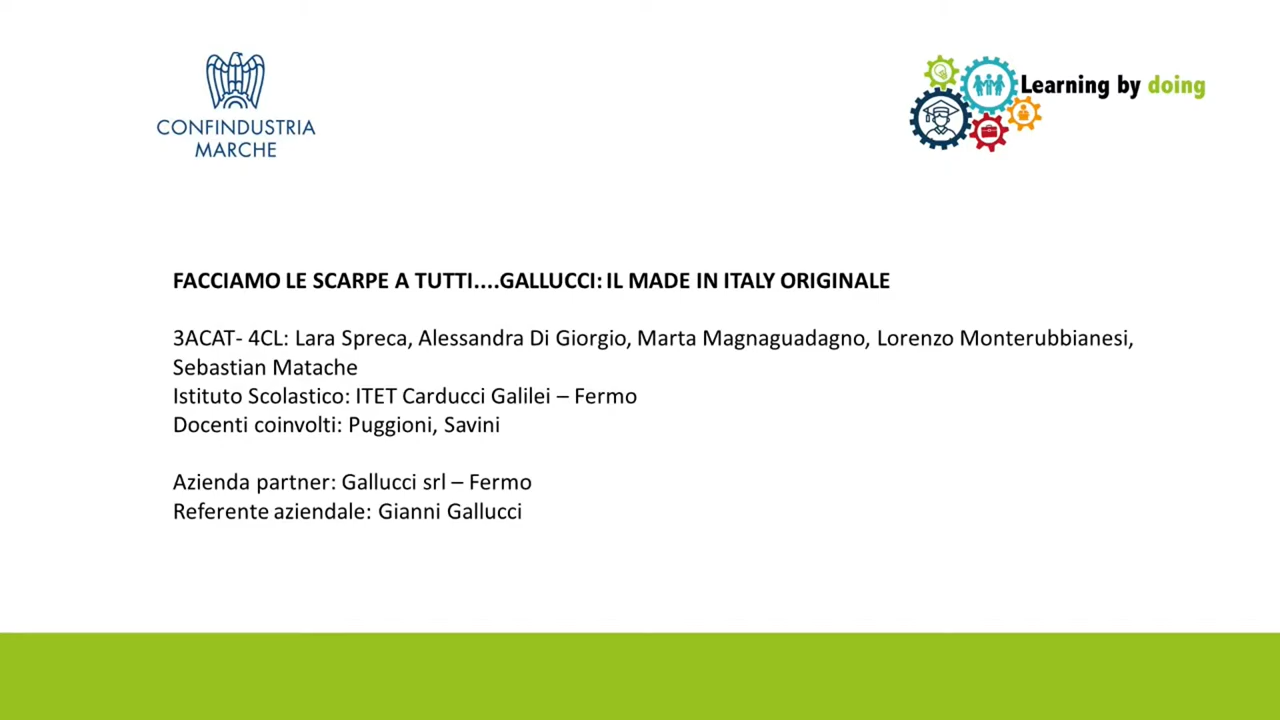 CONFINDUSTRIA
MARCHE
Learning by doing
FACCIAMO LE SCARPE A TUTTI....GALLUCCI: IL MADE IN ITALY ORIGINALE
3ACAT- 4CL: Lara Spreca, Alessandra Di Giorgio, Marta Magnaguadagno, Lorenzo Monterubbianesi,
Sebastian Matache
Istituto Scolastico: ITET Carducci Galilei – Fermo
Docenti coinvolti: Puggioni, Savini
Azienda partner: Gallucci srl – Fermo
Referente aziendale: Gianni Gallucci